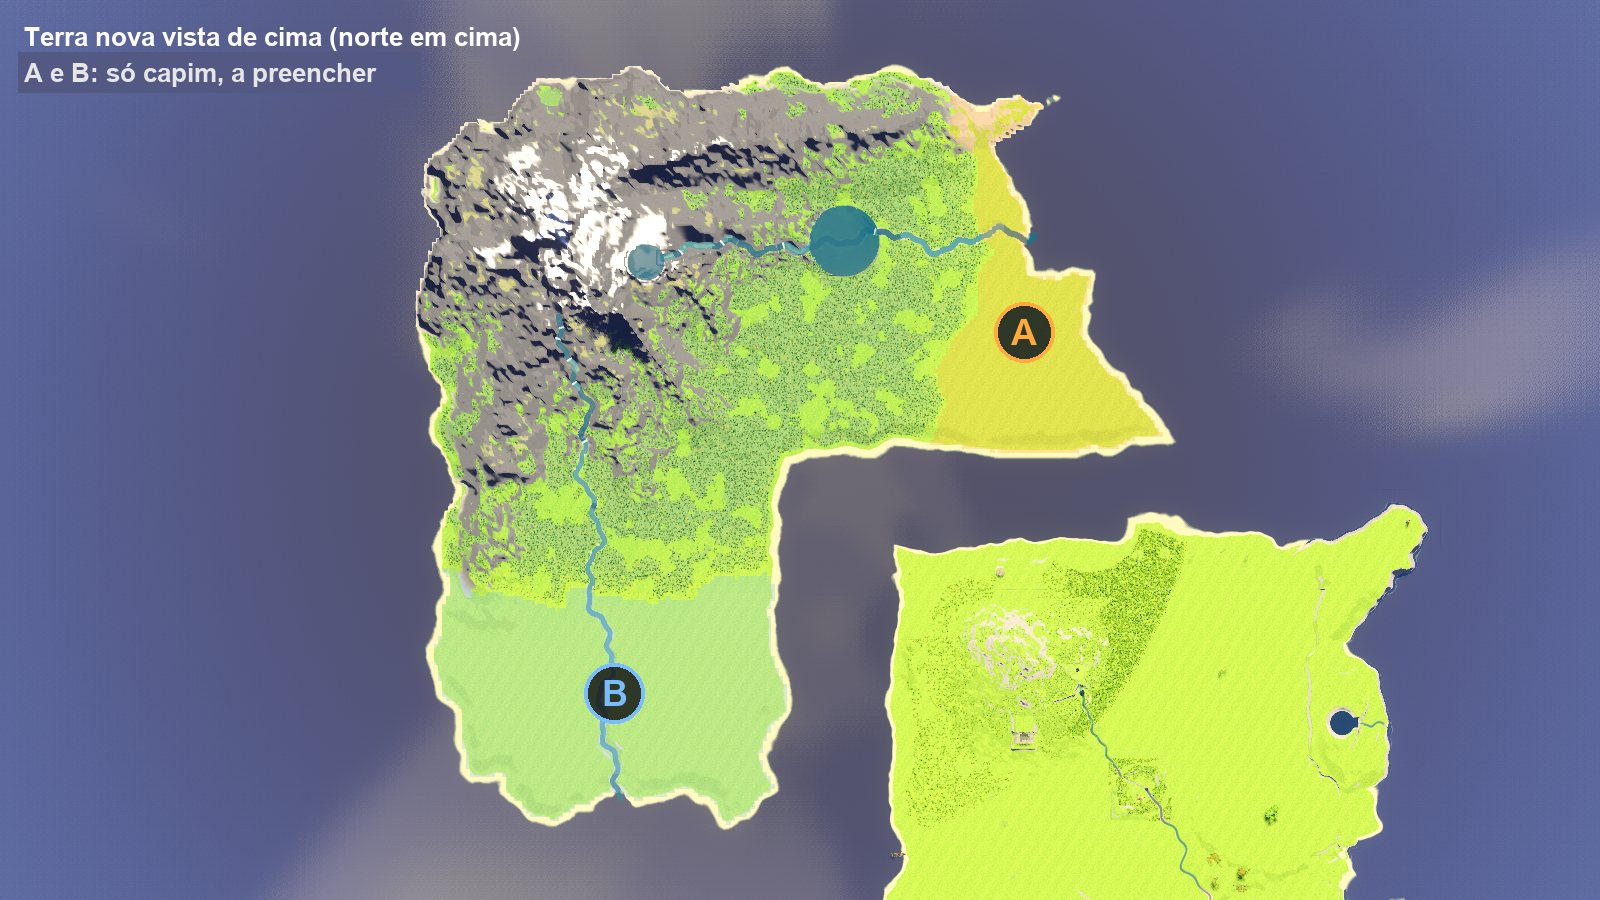 Terra nova vista de cima (norte em cima)
A e B: só capim, a preencher
A
B